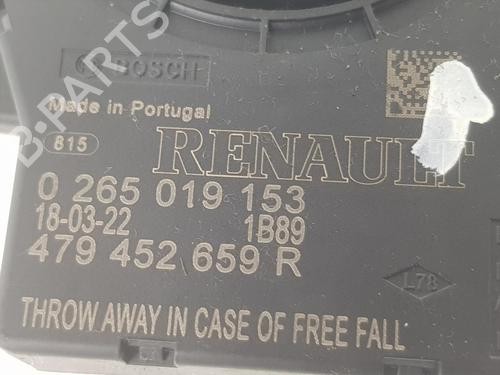 B-PARTS
BOSCH
Made in Portugal
815
RENAULT
0 265 019 153
18-03-22 1B89
479 452 659 R
L78
THROW AWAY IN CASE OF FREE FALL